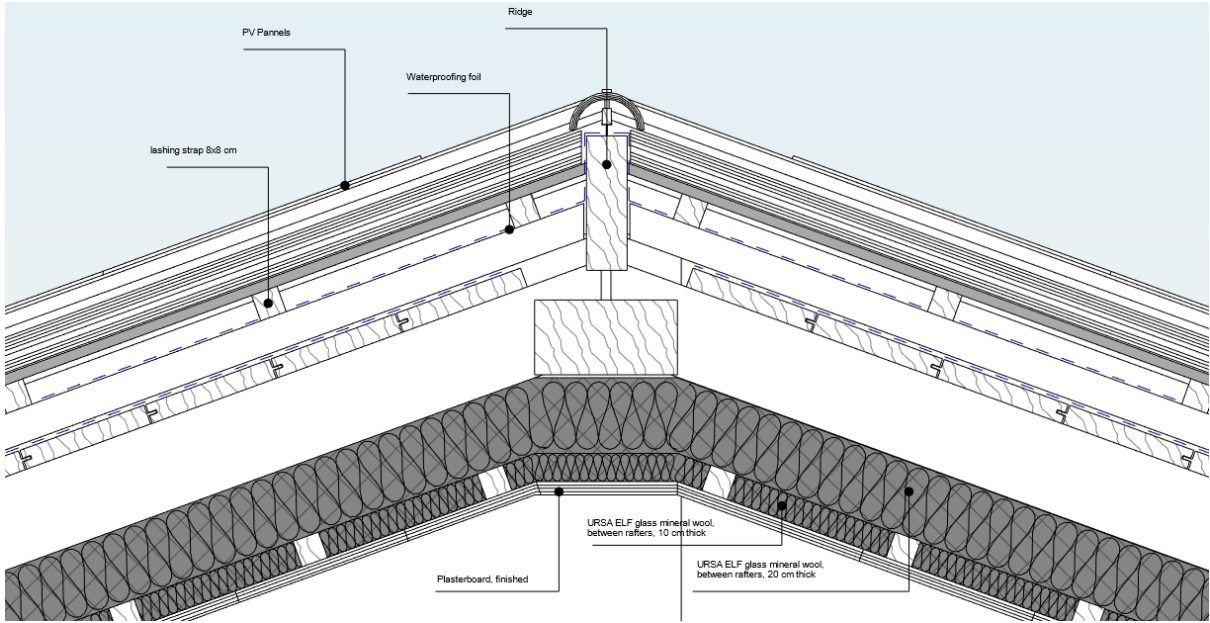 Ridge
PV Pannels
Waterproofing foil
lashing strap 8x8 cm
URSA ELF glass mineral wool,
between rafters, 10 cm thick
URSA ELF glass mineral wool,
between rafters, 20 cm thick
Plasterboard, finished